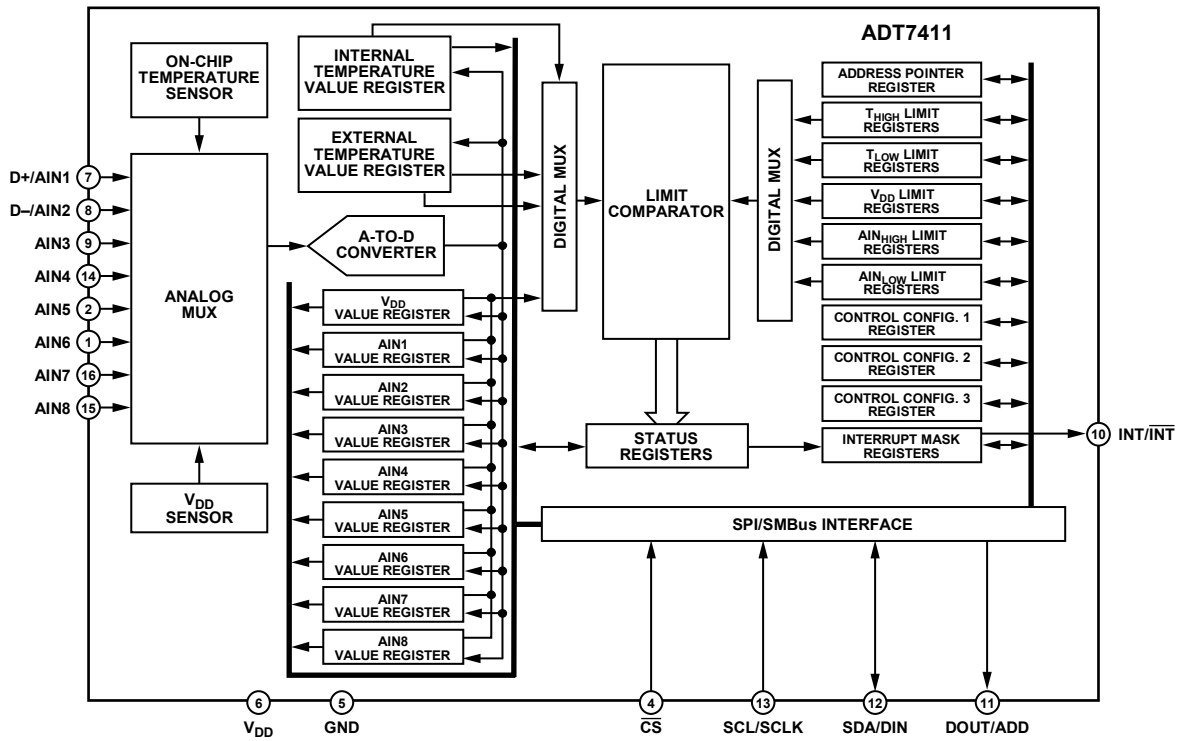 ADT7411
ON-CHIP
TEMPERATURE
SENSOR
INTERNAL
TEMPERATURE
VALUE REGISTER
EXTERNAL
TEMPERATURE
VALUE REGISTER
D+/AIN1 7
D–/AIN2 8
AIN3 9
AIN4 14
AIN5 2
AIN6 1
AIN7 16
AIN8 15
ANALOG
MUX
A-TO-D
CONVERTER
VDD
SENSOR
VDD
VALUE REGISTER
AIN1
VALUE REGISTER
AIN2
VALUE REGISTER
AIN3
VALUE REGISTER
AIN4
VALUE REGISTER
AIN5
VALUE REGISTER
AIN6
VALUE REGISTER
AIN7
VALUE REGISTER
AIN8
VALUE REGISTER
DIGITAL MUX
LIMIT
COMPARATOR
DIGITAL MUX
STATUS
REGISTERS
ADDRESS POINTER
REGISTER
THIGH LIMIT
REGISTERS
TLOW LIMIT
REGISTERS
VDD LIMIT
REGISTERS
AINHIGH LIMIT
REGISTERS
AINLOW LIMIT
REGISTERS
CONTROL CONFIG. 1
REGISTER
CONTROL CONFIG. 2
REGISTER
CONTROL CONFIG. 3
REGISTER
INTERRUPT MASK
REGISTERS
10 INT/INT
SPI/SMBus INTERFACE
6
VDD
5
GND
4
CS
13
SCL/SCLK
12
SDA/DIN
11
DOUT/ADD